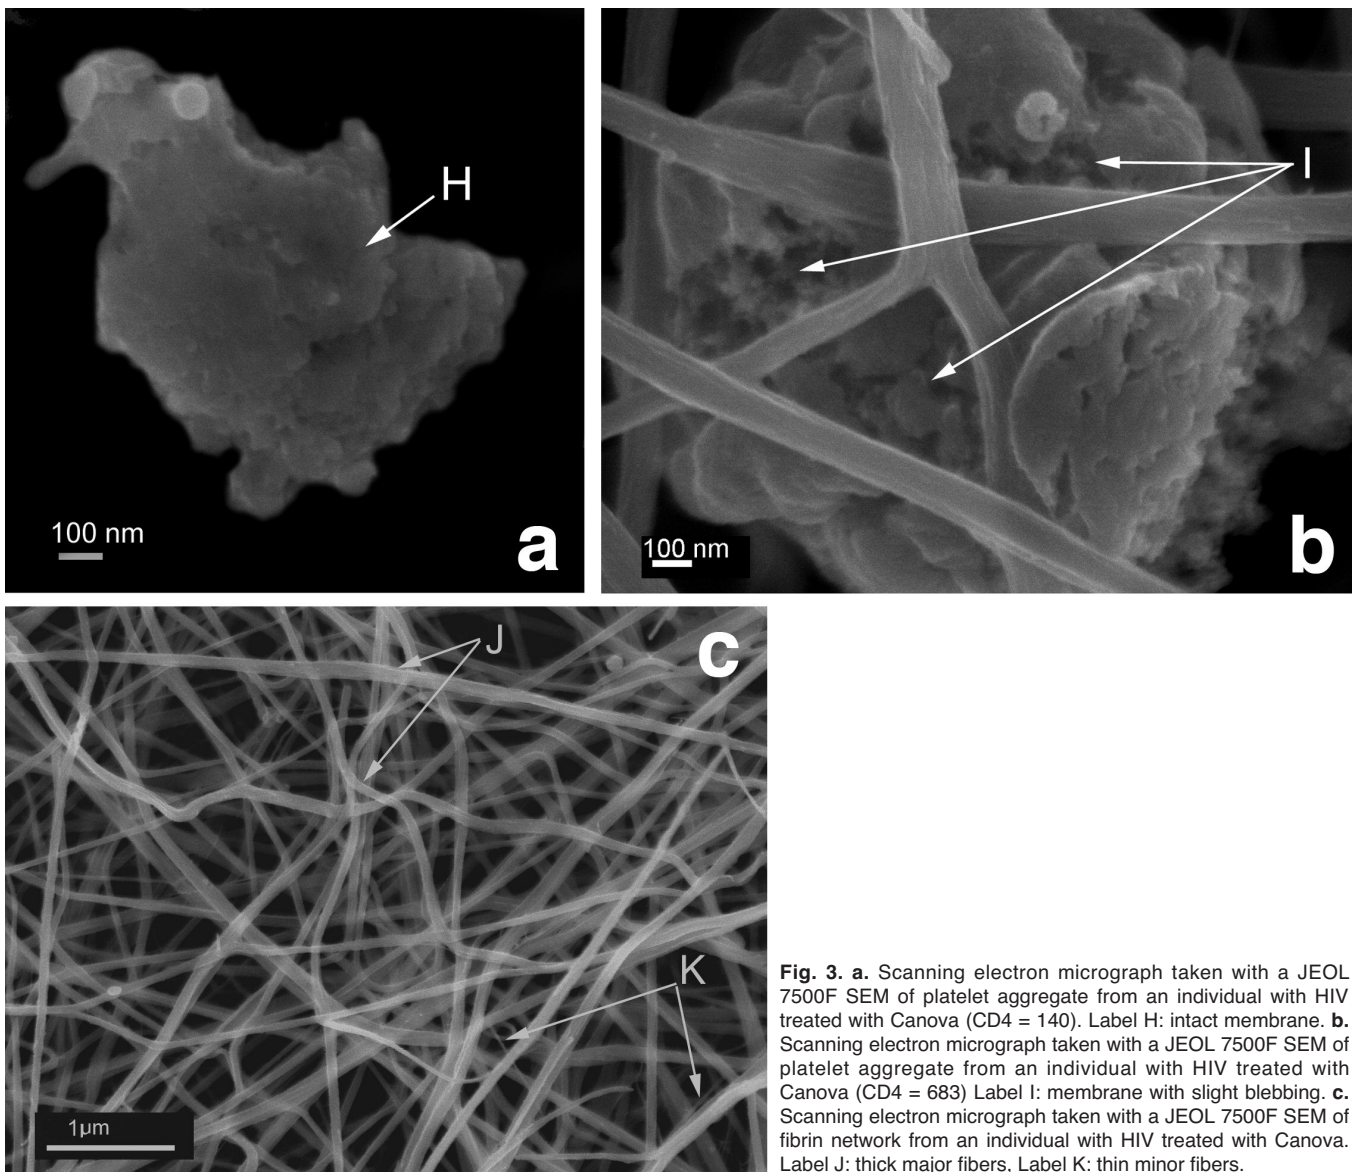 H
100 nm
a
I
100 nm
b
J
c
K
1µm
Fig. 3. a. Scanning electron micrograph taken with a JEOL
7500F SEM of platelet aggregate from an individual with HIV
treated with Canova (CD4 = 140). Label H: intact membrane. b.
Scanning electron micrograph taken with a JEOL 7500F SEM of
platelet aggregate from an individual with HIV treated with
Canova (CD4 = 683) Label I: membrane with slight blebbing. c.
Scanning electron micrograph taken with a JEOL 7500F SEM of
fibrin network from an individual with HIV treated with Canova.
Label J: thick major fibers, Label K: thin minor fibers.